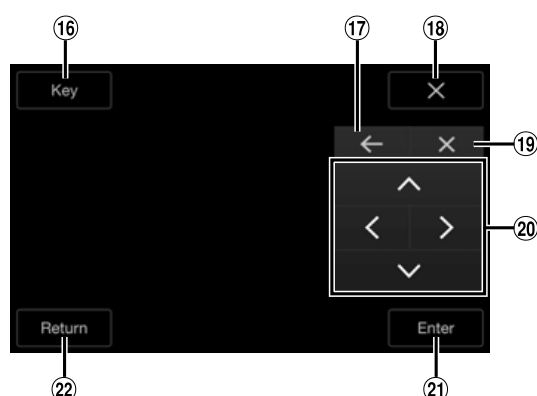 ⑯ ⑰ ⑱
Key
⑲
⑳
Return Enter
㉒ ㉑